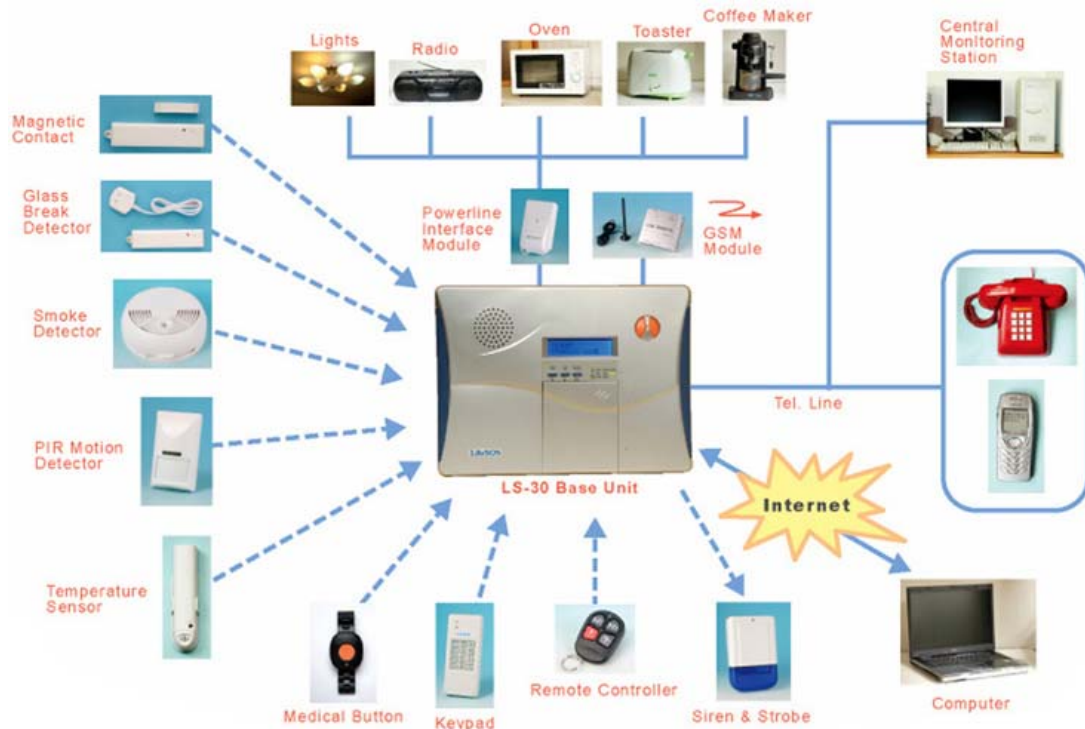 Lights
Radio
Oven
Toaster
Coffee Maker
Central
Monlitoring
Station
Magnetic
Contact
Glass
Break
Detector
Powerline
Interface
Module
GSM
Module
Smoke
Detector
Tel. Line
PIR Motion
Detector
LS-30 Base Unit
Internet
Temperature
Sensor
Medical Button
Keypad
Remote Controller
Siren & Strobe
Computer